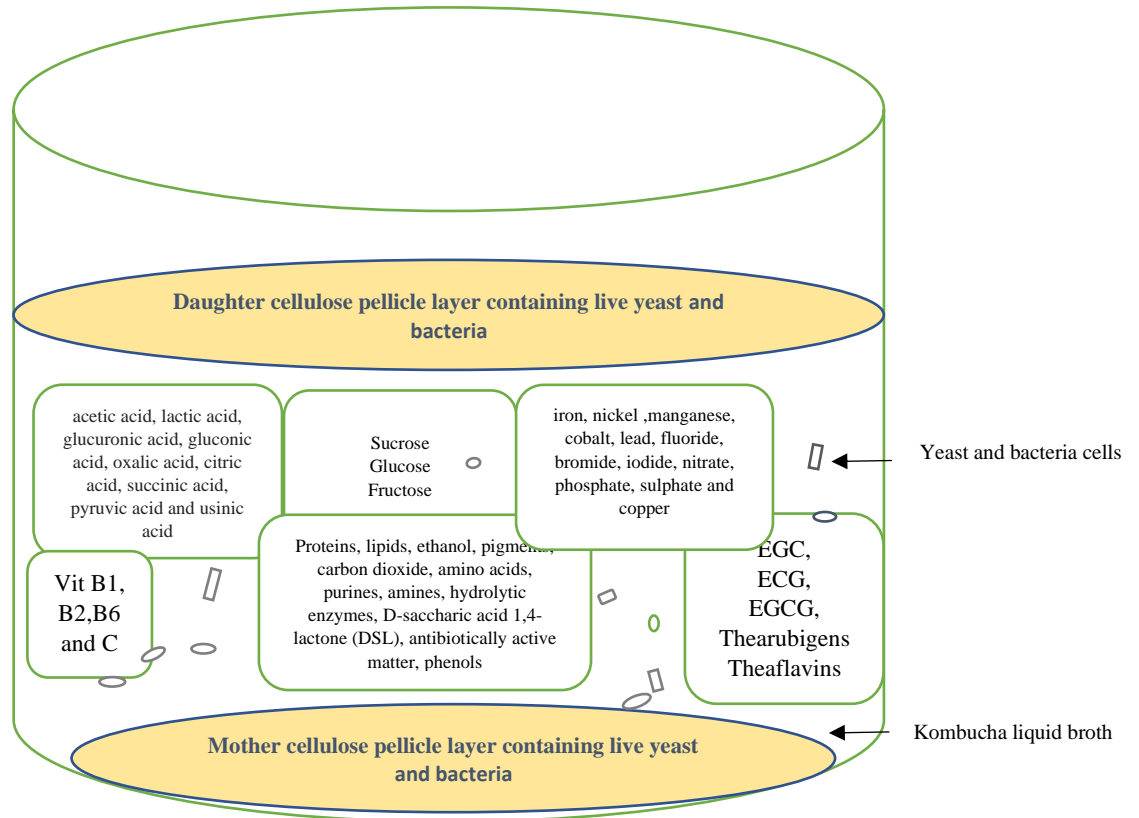 Daughter cellulose pellicle layer containing live yeast and
bacteria
acetic acid, lactic acid,
glucuronic acid, gluconic
acid, oxalic acid, citric
acid, succinic acid,
pyruvic acid and usinic
acid
Sucrose
Glucose
Fructose
iron, nickel ,manganese,
cobalt, lead, fluoride,
bromide, iodide, nitrate,
phosphate, sulphate and
copper
Yeast and bacteria cells
Vit B1,
B2,B6
and C
Proteins, lipids, ethanol, pigments,
carbon dioxide, amino acids,
purines, amines, hydrolytic
enzymes, D-saccharic acid 1,4-
lactone (DSL), antibiotically active
matter, phenols
EGC,
ECG,
EGCG,
Thearubigens
Theaflavins
Kombucha liquid broth
Mother cellulose pellicle layer containing live yeast
and bacteria